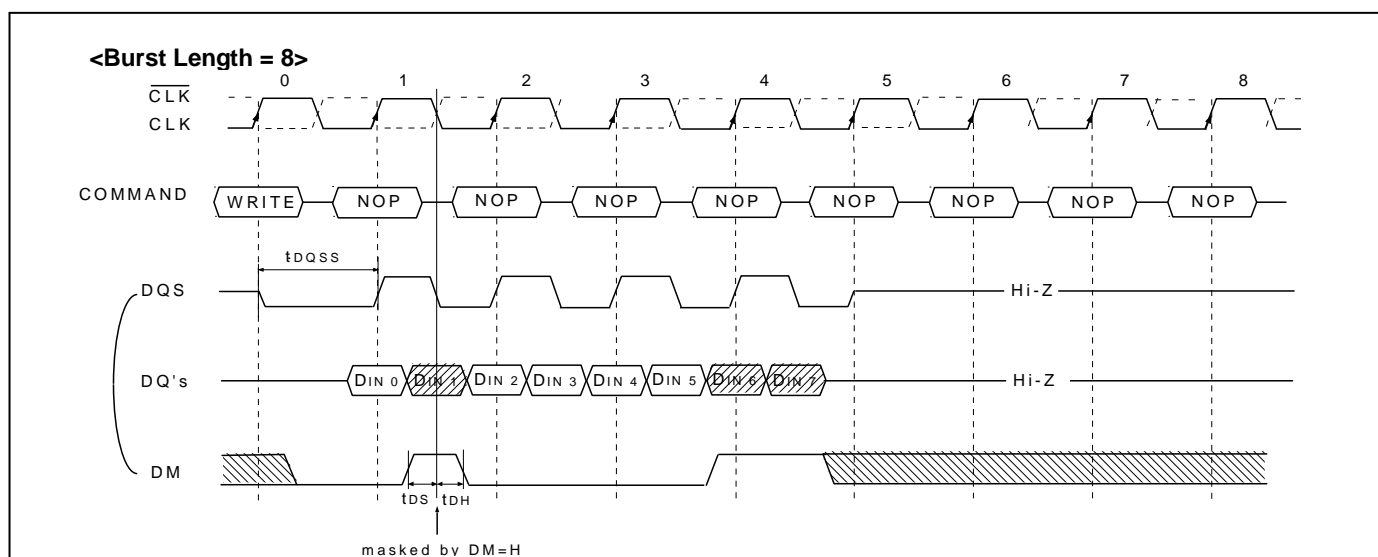 <Burst Length = 8>
0 1 2 3 4 5 6 7 8
CLK
CLK
COMMAND WRITE NOP NOP NOP NOP NOP NOP NOP NOP
tDQSS
DQS Hi-Z
DQ's DIN 0 DIN 1 DIN 2 DIN 3 DIN 4 DIN 5 DIN 6 DIN 7 Hi-Z
DM
tDS tDH
masked by DM=H